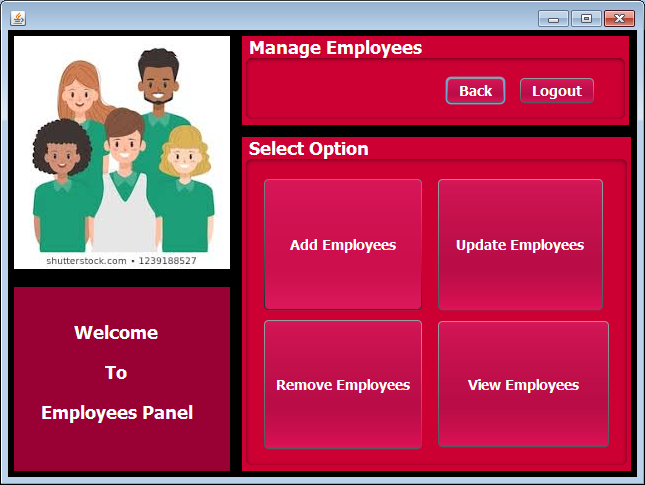 Manage Employees
Back Logout
shutterstock.com • 1239188527
Select Option
Add Employees Update Employees
Remove Employees View Employees
Welcome
To
Employees Panel